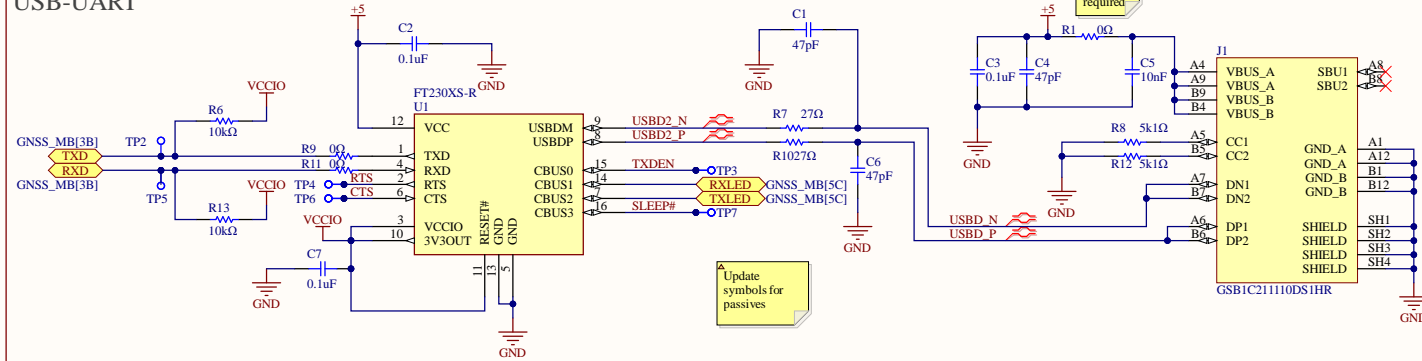 USB-UART
+5
C2
0.1uF
GND
C1
47pF
GND
required
+5
R1 0Ω
C3
0.1uF
C4
47pF
C5
10nF
GND
J1
A4 VBUS_A
A9 VBUS_A
B9 VBUS_B
B4 VBUS_B
SBU1 A8
SBU2 B8
VCCIO
R6
10kΩ
FT230XS-R
U1
12 VCC
USBDM 9 USBD2_N
USBDP 8 USBD2_P
R7 27Ω
R10 27Ω
C6
47pF
GND
GNSS_MB[3B]
TP2
TXD
RXD
GNSS_MB[3B]
TP5
R9 0Ω
R11 0Ω
1 TXD
4 RXD
TP4 RTS 2 RTS
TP6 CTS 6 CTS
CBUS0 15 TXDEN TP3
CBUS1 14 RXLED GNSS_MB[5C]
CBUS2 7 TXLED GNSS_MB[5C]
CBUS3 16 SLEEP# TP7
VCCIO
R13
10kΩ
VCCIO
3 VCCIO
10 3V3OUT
RESET#
GND
GND
11
13
5
C7
0.1uF
GND
GND
R8 5k1Ω
R12 5k1Ω
GND
A5 CC1
B5 CC2
A7 DN1
B7 DN2
USBD_N
USBD_P
A6 DP1
B6 DP2
GND_A A1
GND_A A12
GND_B B1
GND_B B12
SHIELD SH1
SHIELD SH2
SHIELD SH3
SHIELD SH4
GSB1C211110DS1HR
GND
Update
symbols for
passives